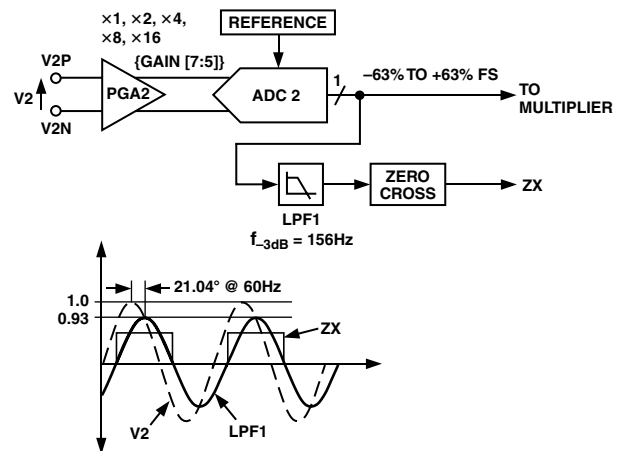 ×1, ×2, ×4,
×8, ×16
REFERENCE
V2P
{GAIN [7:5]}
V2
PGA2
ADC 2
1
–63% TO +63% FS
TO
MULTIPLIER
V2N
LPF1
f–3dB = 156Hz
ZERO
CROSS
ZX
21.04° @ 60Hz
1.0
0.93
ZX
V2
LPF1